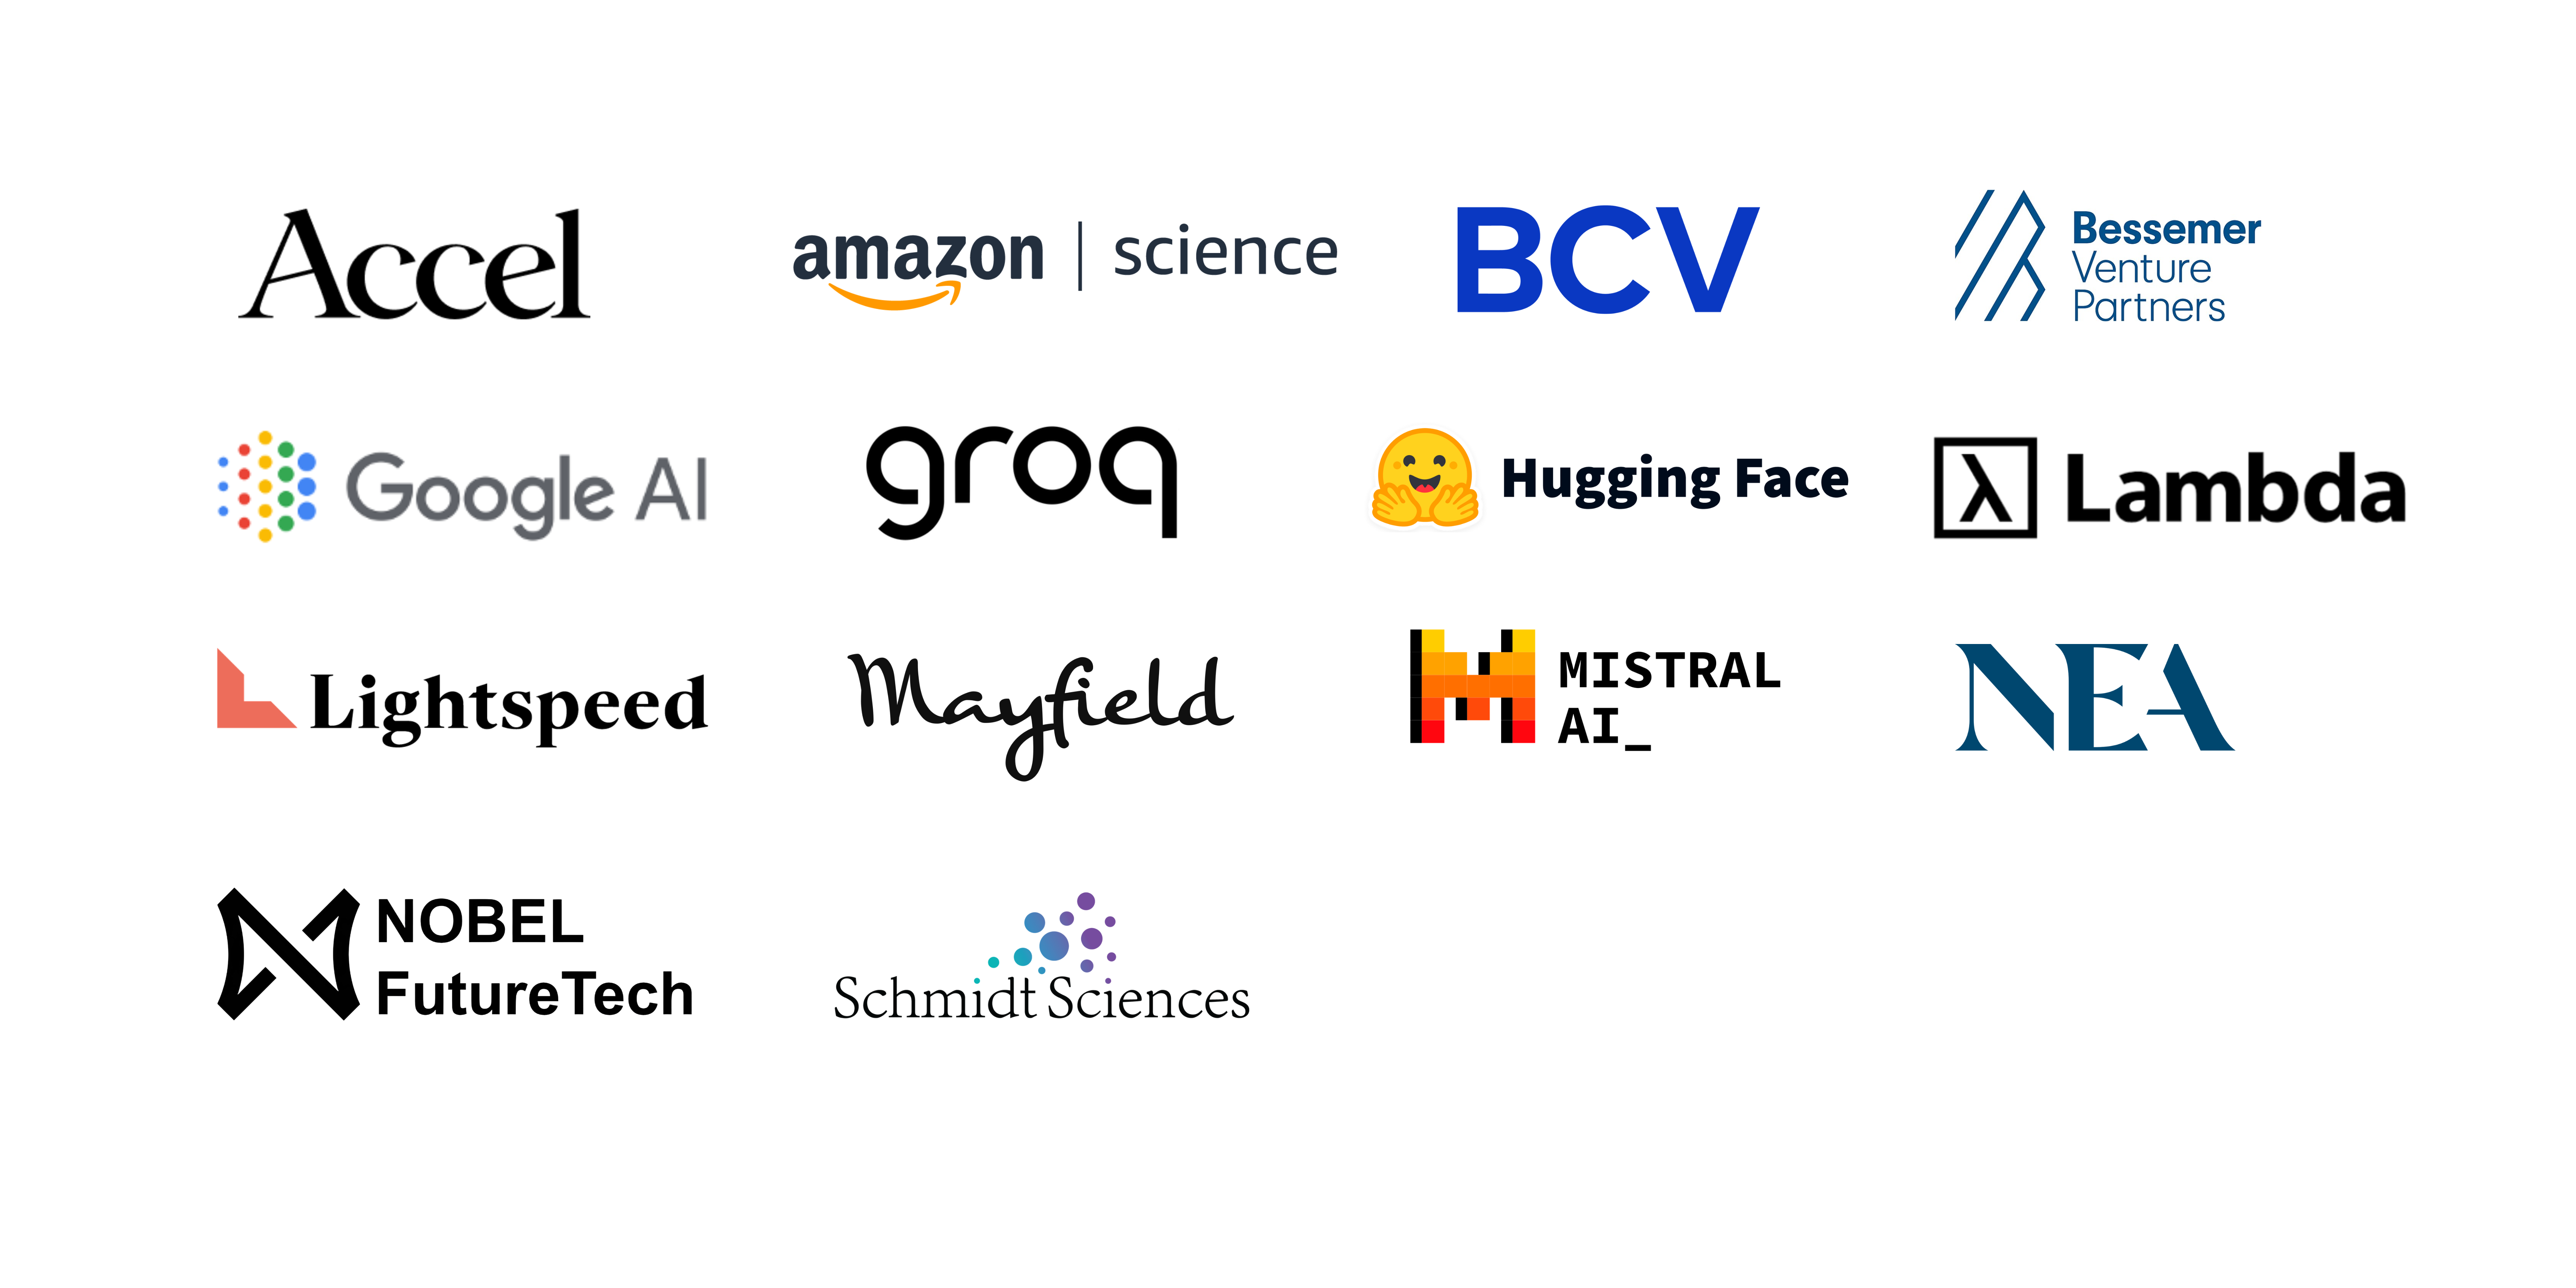 Accel
amazon | science
BCV
Bessemer
Venture
Partners
Google AI
groq
Hugging Face
λ Lambda
Lightspeed
Mayfield
MISTRAL
AI_
NEA
NOBEL
FutureTech
Schmidt Sciences